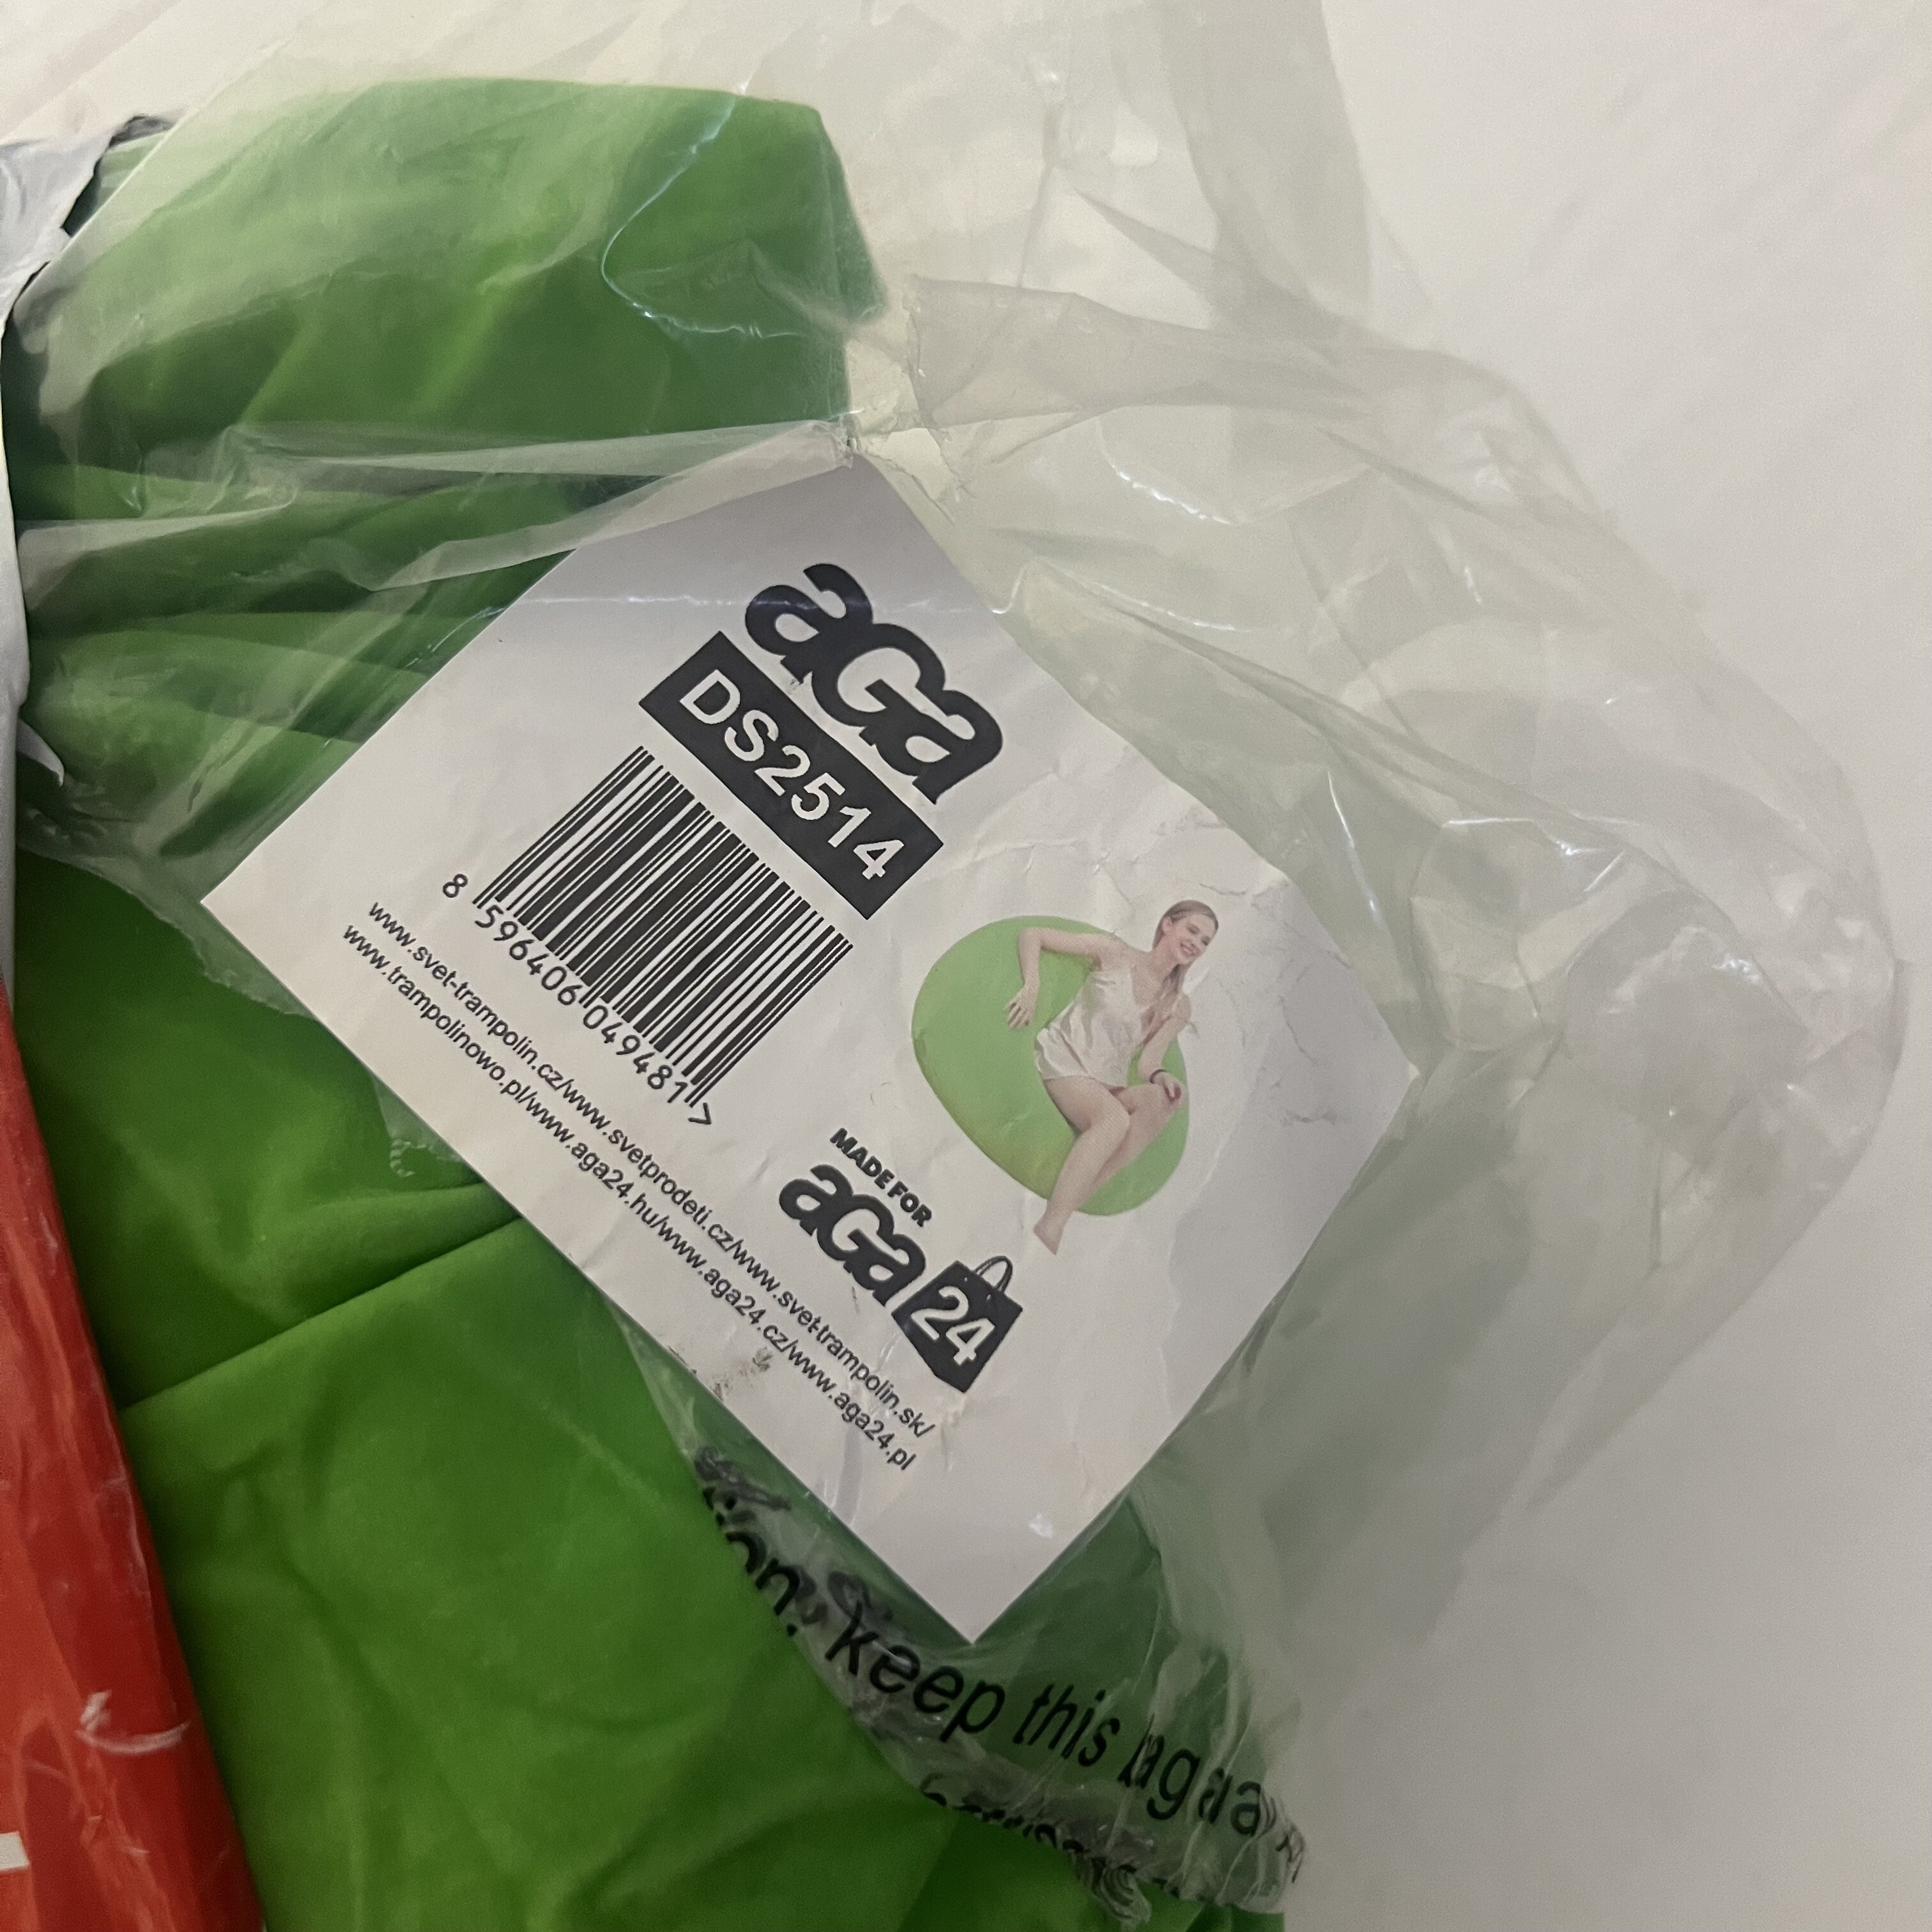 aGa
DS2514
8 596406 049481 >
www.svet-trampolin.cz/www.svetprodeti.cz/www.svet-trampolin.sk/
www.trampolinowo.pl/www.aga24.hu/www.aga24.cz/www.aga24.pl
MADE FOR
aGa 24
keep this